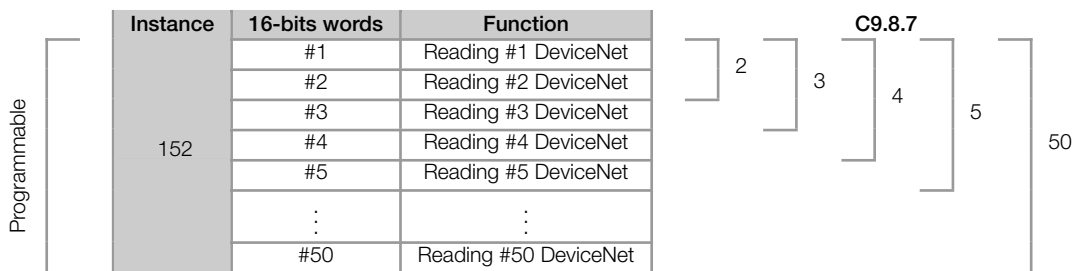 Instance 16-bits words Function C9.8.7
#1 Reading #1 DeviceNet
#2 Reading #2 DeviceNet
#3 Reading #3 DeviceNet
#4 Reading #4 DeviceNet
#5 Reading #5 DeviceNet
:
:
#50 Reading #50 DeviceNet
152
Programmable
2
3
4
5
50